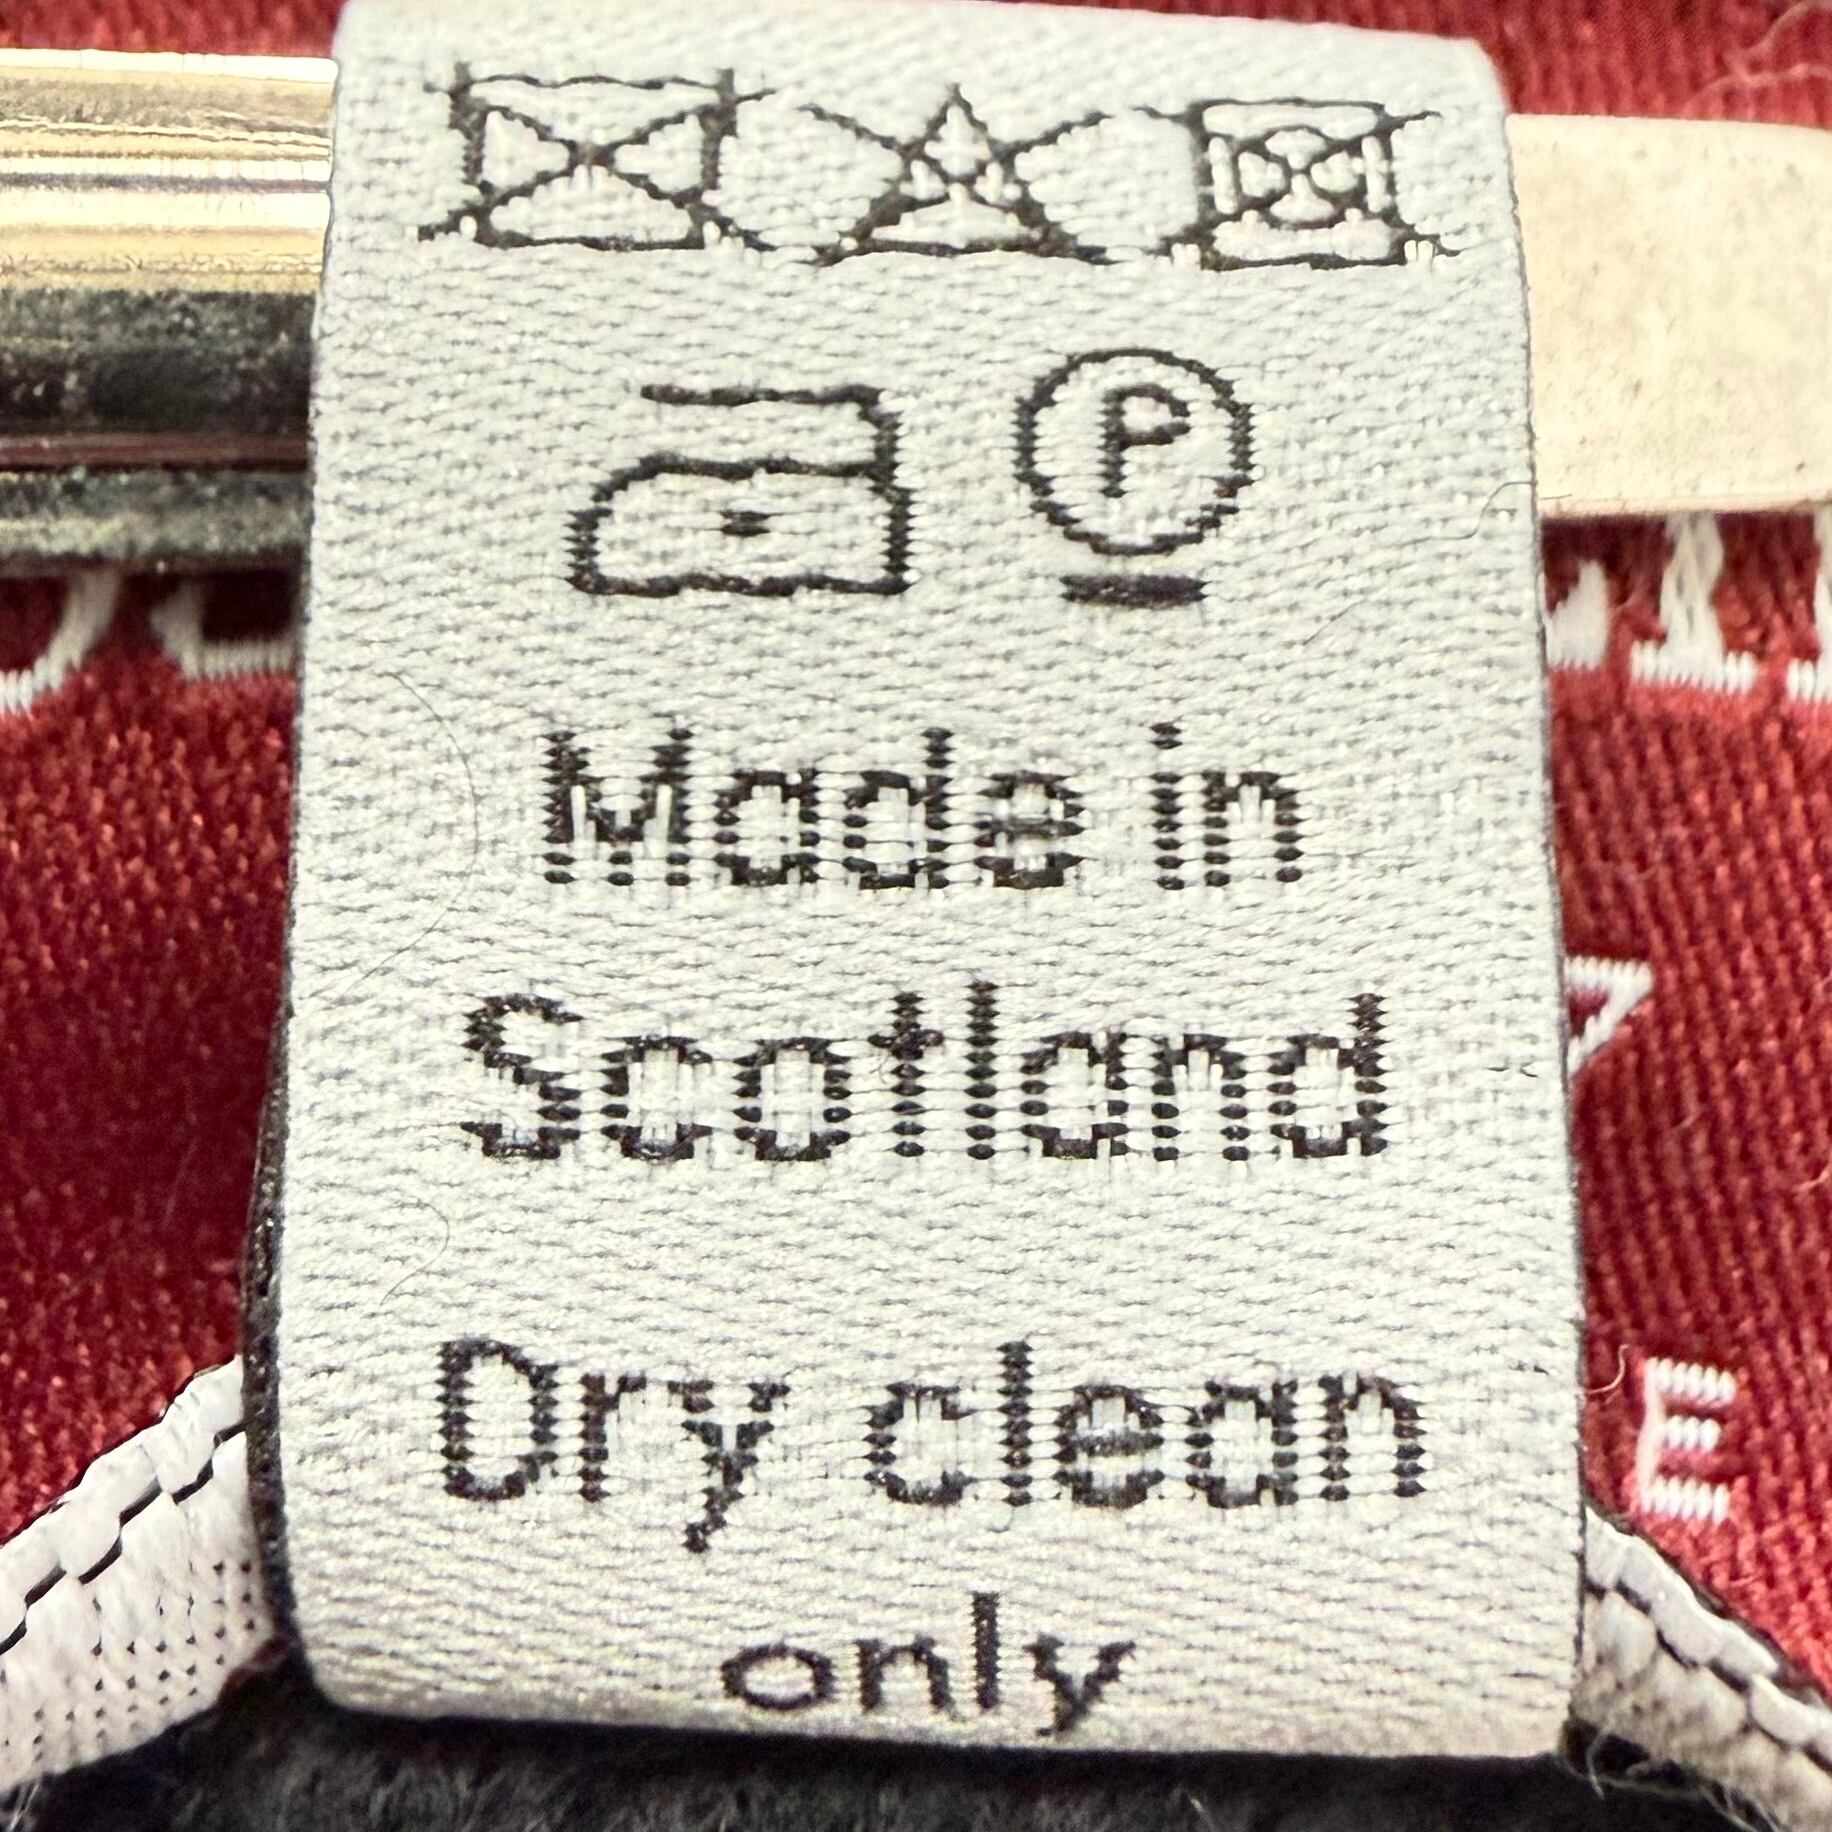 P
Made in
Scotland
Dry clean
only
E